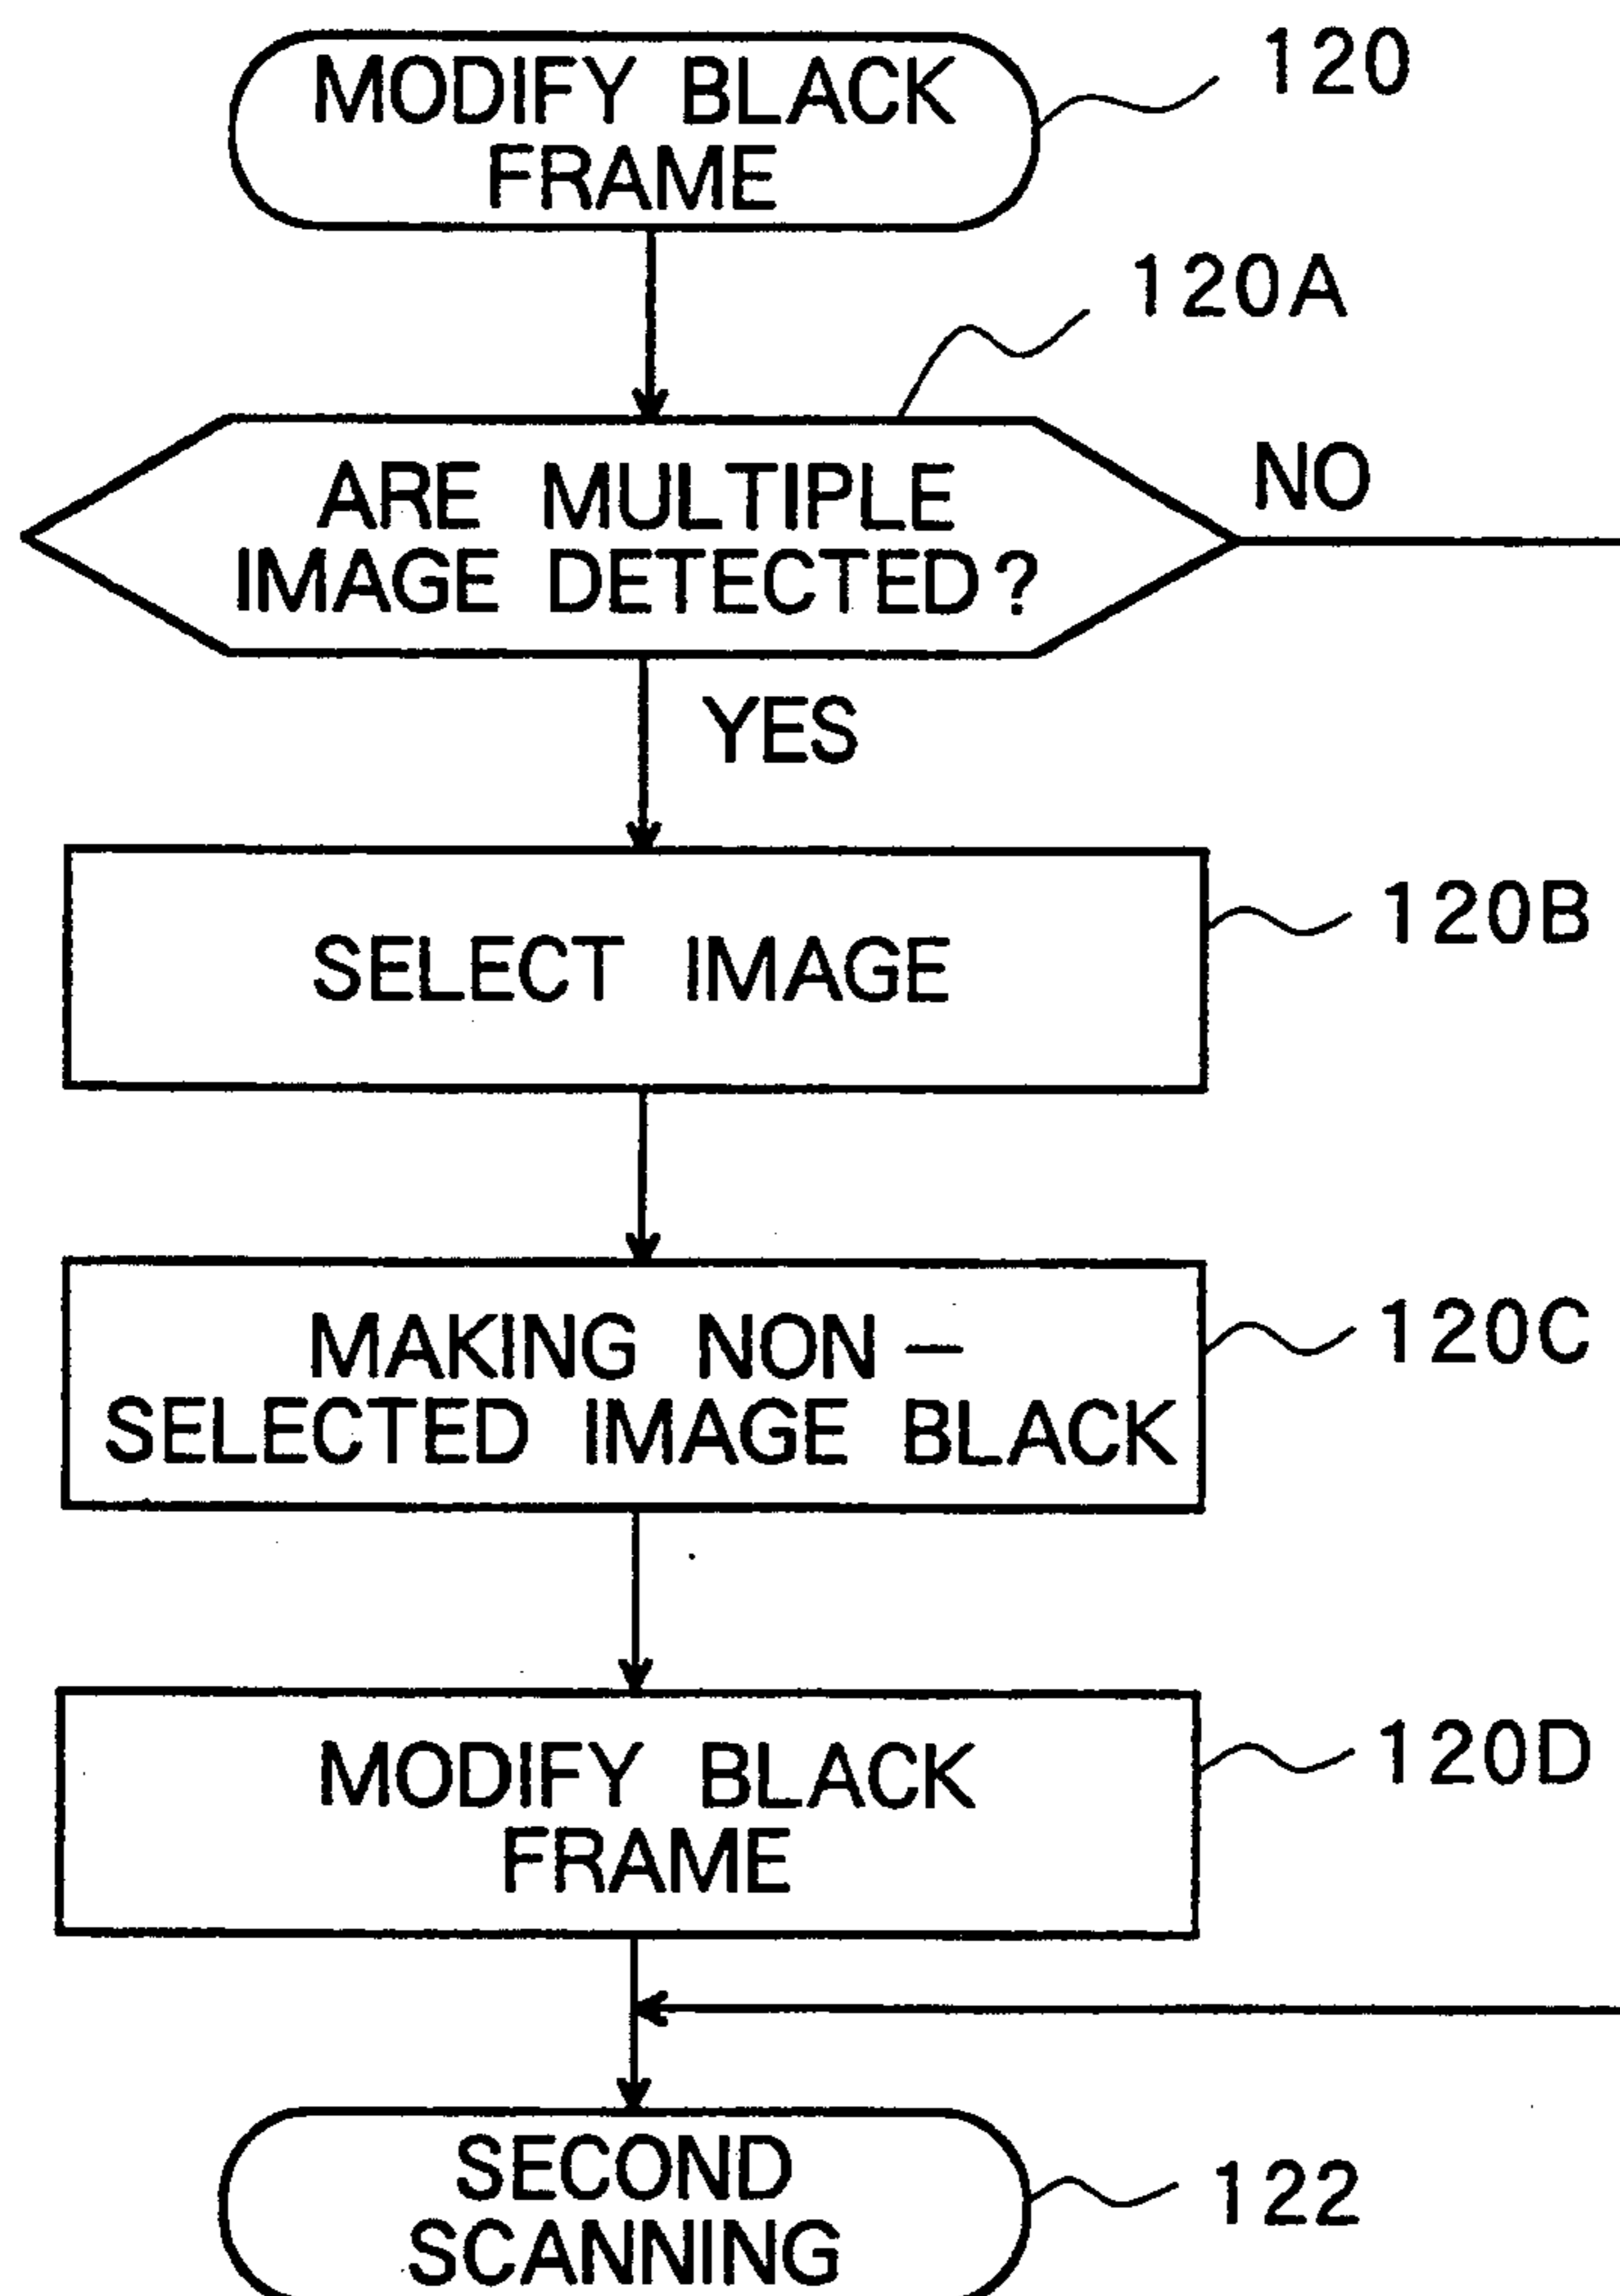 MODIFY BLACK
FRAME
120
120A
ARE MULTIPLE
IMAGE DETECTED?
NO
YES
SELECT IMAGE
120B
MAKING NON-
SELECTED IMAGE BLACK
120C
MODIFY BLACK
FRAME
120D
SECOND
SCANNING
122